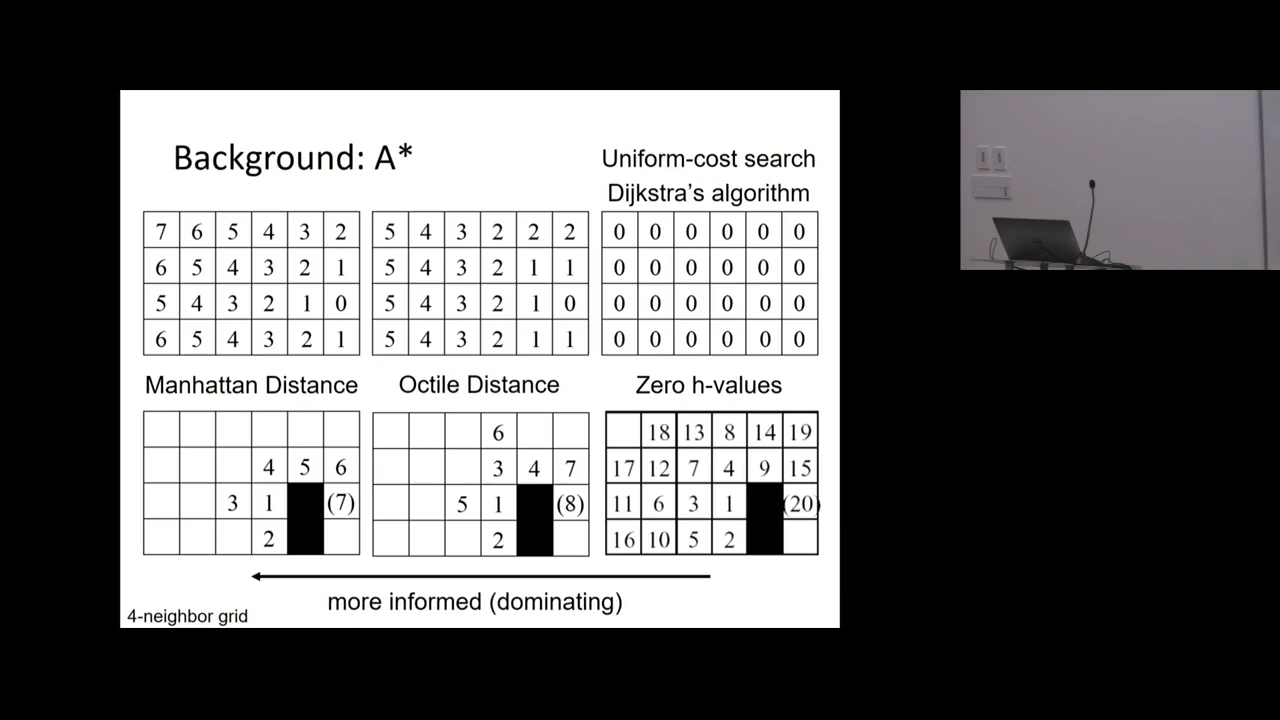 Background: A*
Uniform-cost search
Dijkstra's algorithm
7 6 5 4 3 2
6 5 4 3 2 1
5 4 3 2 1 0
6 5 4 3 2 1
5 4 3 2 2 2
5 4 3 2 1 1
5 4 3 2 1 0
5 4 3 2 1 1
0 0 0 0 0 0
0 0 0 0 0 0
0 0 0 0 0 0
0 0 0 0 0 0
Manhattan Distance
Octile Distance
Zero h-values
4 5 6
3 1 (7)
2
6
3 4 7
5 1 (8)
2
18 13 8 14 19
17 12 7 4 9 15
11 6 3 1 (20)
16 10 5 2
more informed (dominating)
4-neighbor grid